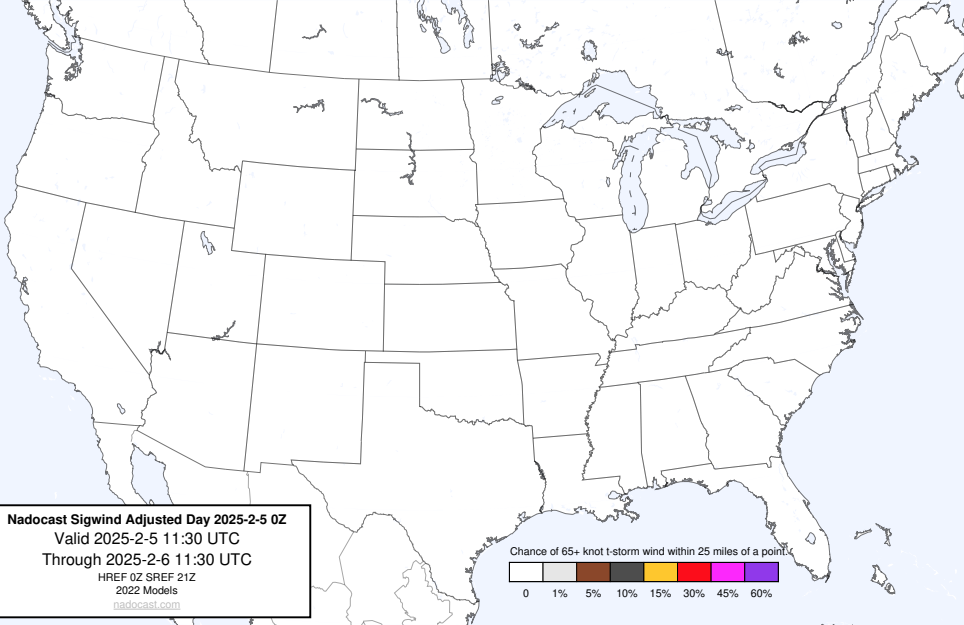 Nadocast Sigwind Adjusted Day 2025-2-5 0Z
Valid 2025-2-5 11:30 UTC
Through 2025-2-6 11:30 UTC
HREF 0Z SREF 21Z
2022 Models
nadocast.com
Chance of 65+ knot t-storm wind within 25 miles of a point.
0 1% 5% 10% 15% 30% 45% 60%